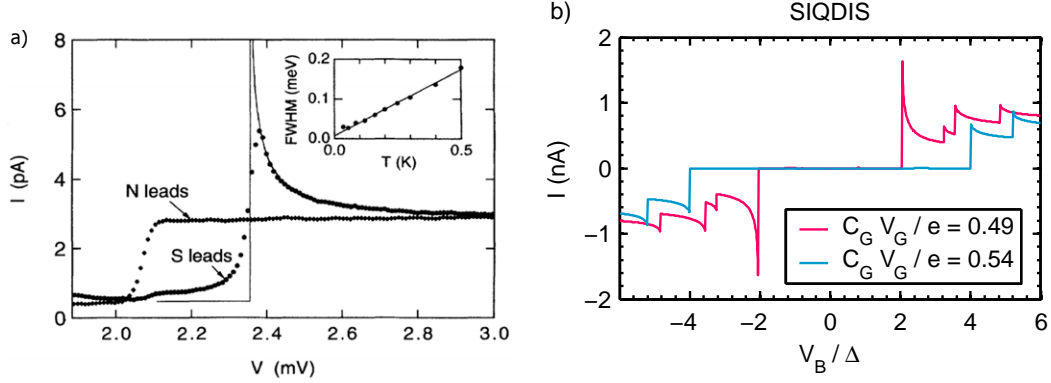 a)
8
6
4
2
0
I (pA)
N leads
S leads
2.0
2.2
2.4
2.6
2.8
3.0
V (mV)
0.2
0.1
0.0
FWHM (meV)
0.0
0.5
T (K)
b)
SIQDIS
2
1
0
−1
−2
I (nA)
C_G V_G / e = 0.49
C_G V_G / e = 0.54
−4
−2
0
2
4
6
V_B / Δ